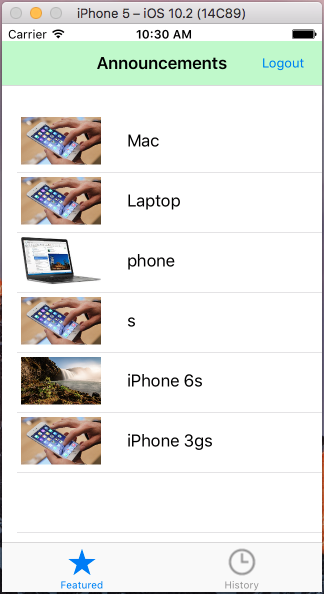 iPhone 5 – iOS 10.2 (14C89)
Carrier 10:30 AM
Announcements Logout
Mac
Laptop
phone
s
iPhone 6s
iPhone 3gs
Featured History